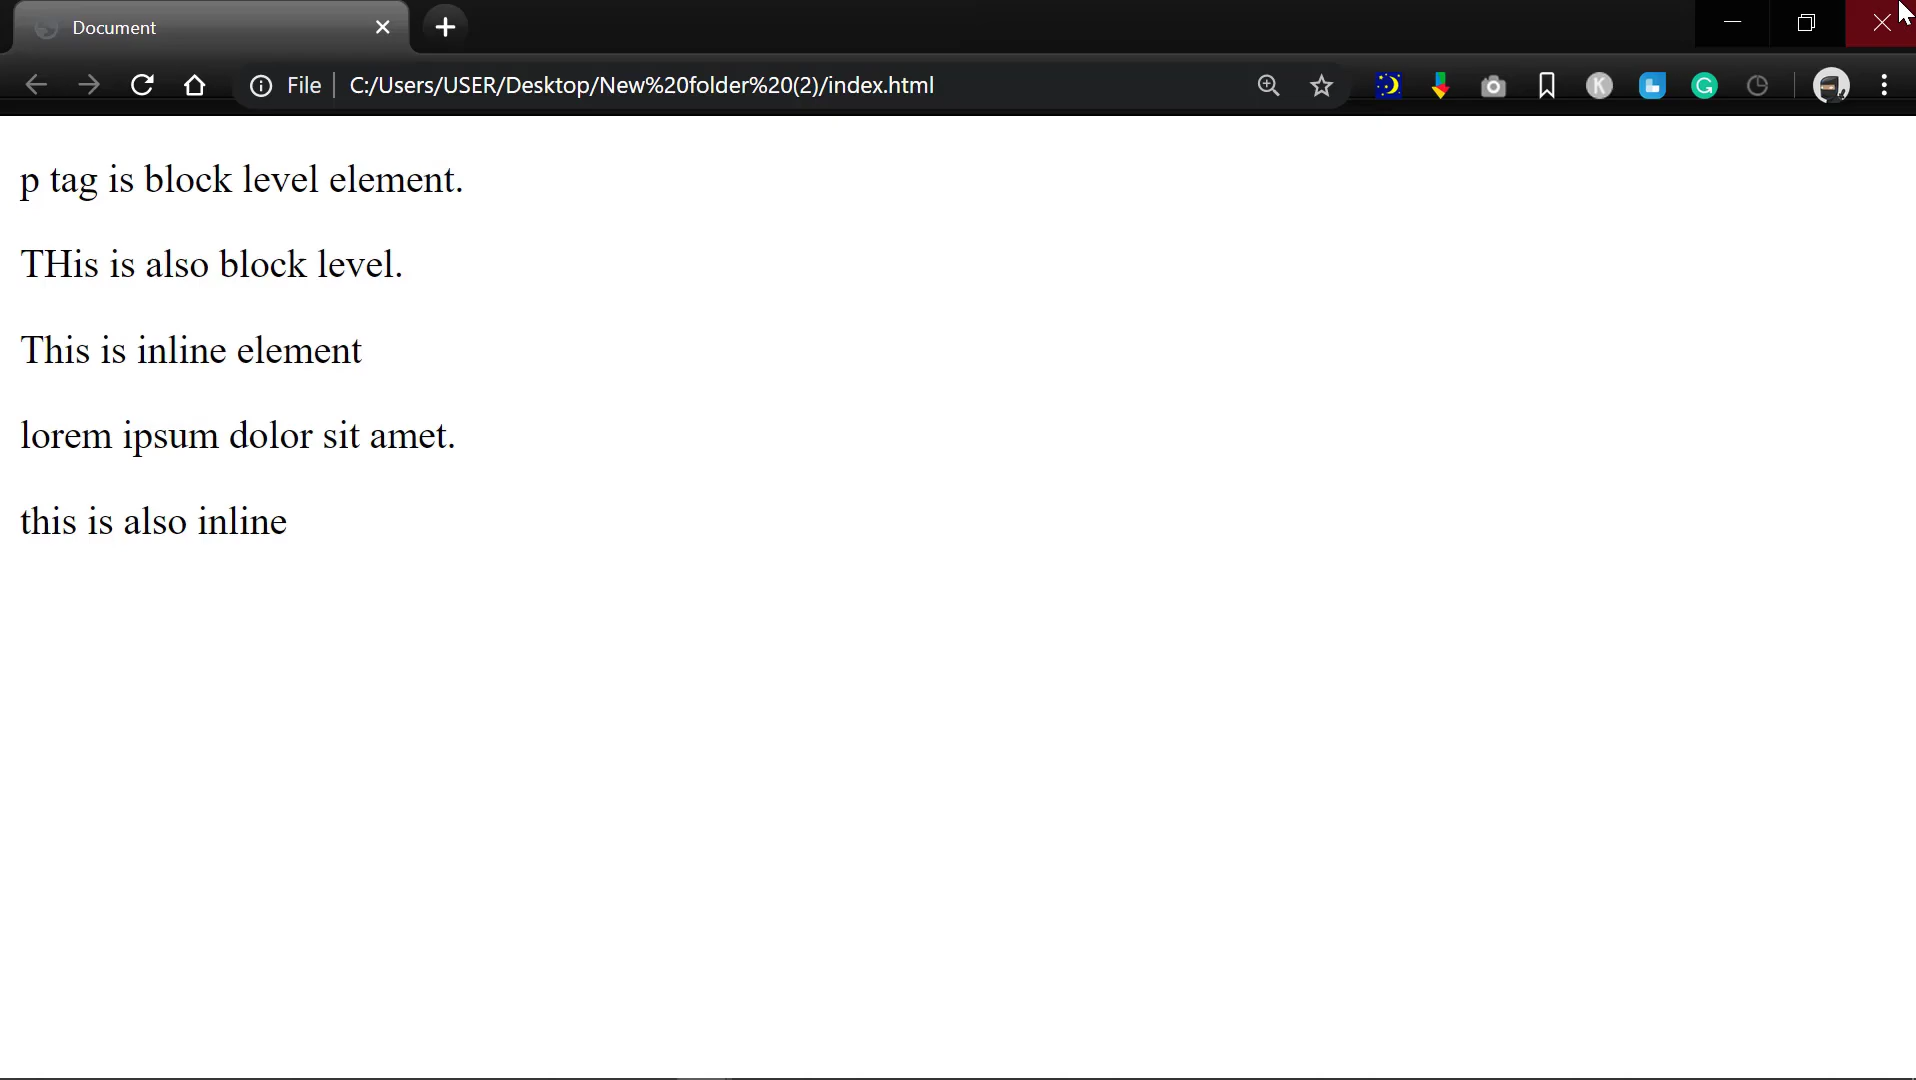 Document
File C:/Users/USER/Desktop/New%20folder%20(2)/index.html
K
G
p tag is block level element.
THis is also block level.
This is inline element
lorem ipsum dolor sit amet.
this is also inline